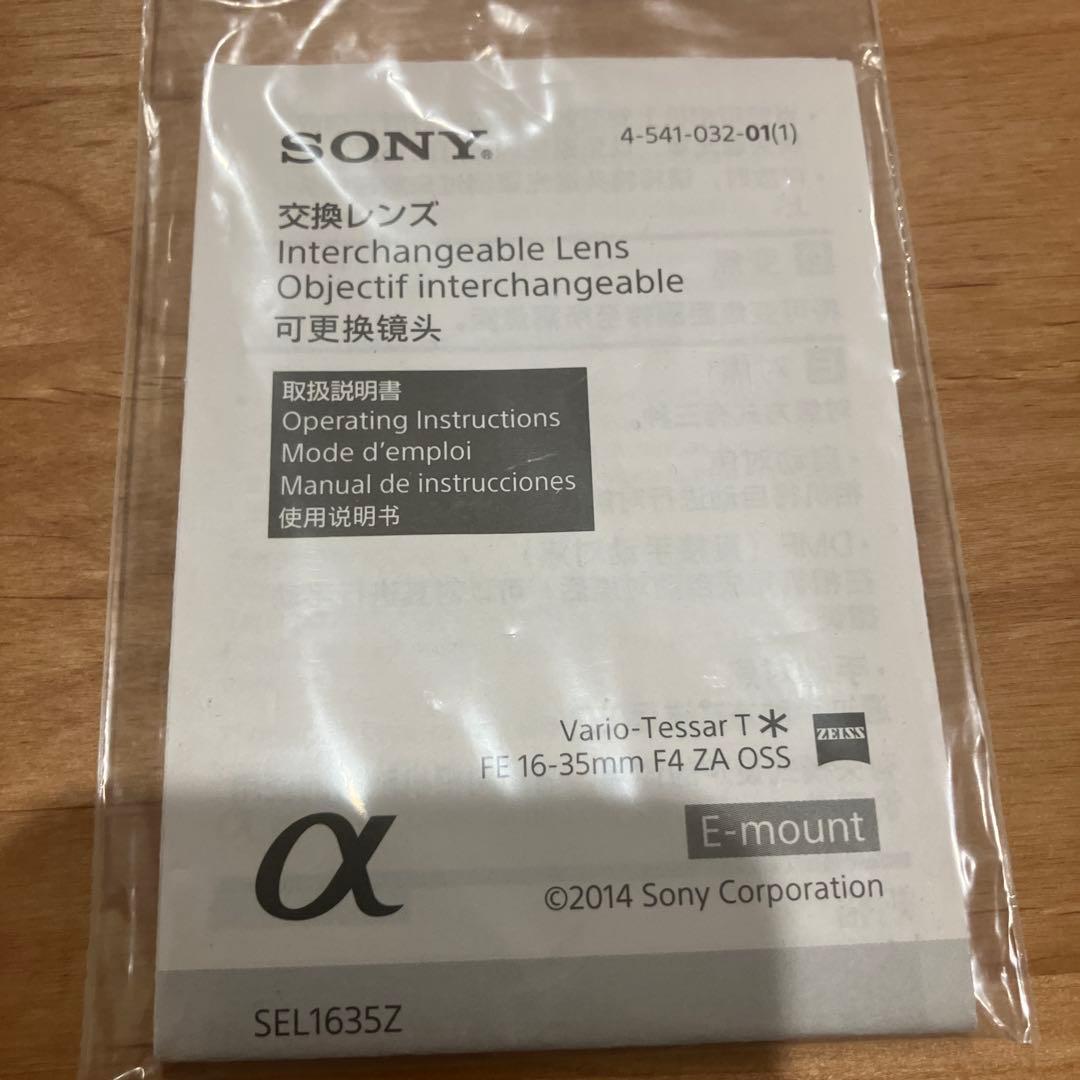 SONY®
4-541-032-01(1)
交換レンズ
Interchangeable Lens
Objectif interchangeable
可更换镜头
取扱説明書
Operating Instructions
Mode d'emploi
Manual de instrucciones
使用说明书
Vario-Tessar T✳
ZEISS
FE 16-35mm F4 ZA OSS
α
E-mount
©2014 Sony Corporation
SEL1635Z